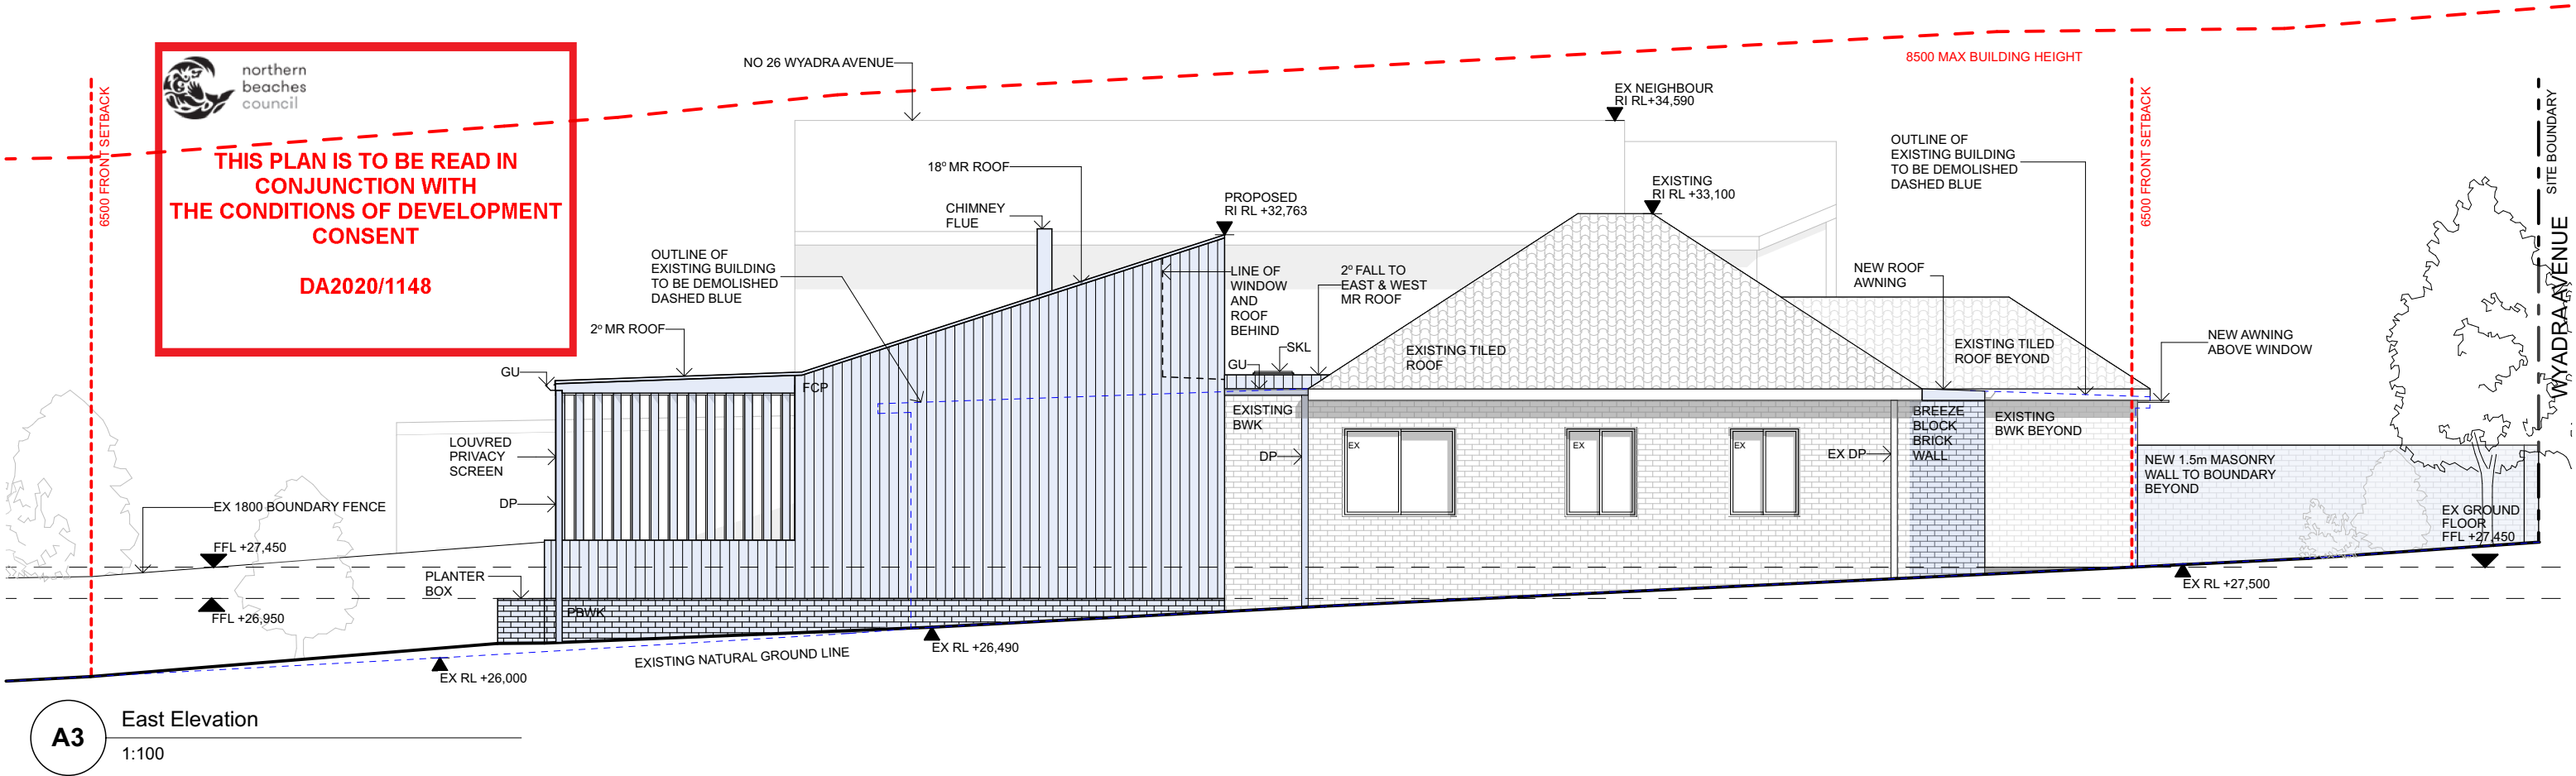 northern
beaches
council
THIS PLAN IS TO BE READ IN
CONJUNCTION WITH
THE CONDITIONS OF DEVELOPMENT
CONSENT
DA2020/1148
6500 FRONT SETBACK
NO 26 WYADRA AVENUE
8500 MAX BUILDING HEIGHT
EX NEIGHBOUR
RI RL+34,590
18º MR ROOF
CHIMNEY
FLUE
PROPOSED
RI RL +32,763
EXISTING
RI RL +33,100
OUTLINE OF
EXISTING BUILDING
TO BE DEMOLISHED
DASHED BLUE
6500 FRONT SETBACK
SITE BOUNDARY
WYADRA AVENUE
OUTLINE OF
EXISTING BUILDING
TO BE DEMOLISHED
DASHED BLUE
2º MR ROOF
LINE OF
WINDOW
AND
ROOF
BEHIND
2º FALL TO
EAST & WEST
MR ROOF
NEW ROOF
AWNING
GU
FCP
GU
SKL
EXISTING TILED
ROOF
EXISTING TILED
ROOF BEYOND
NEW AWNING
ABOVE WINDOW
LOUVRED
PRIVACY
SCREEN
EXISTING
BWK
BREEZE
BLOCK
BRICK
WALL
EXISTING
BWK BEYOND
DP
EX
EX
EX
EX DP
NEW 1.5m MASONRY
WALL TO BOUNDARY
BEYOND
DP
EX 1800 BOUNDARY FENCE
EX GROUND
FLOOR
FFL +27,450
FFL +27,450
PLANTER
BOX
EX RL +27,500
FFL +26,950
PBWK
EX RL +26,490
EXISTING NATURAL GROUND LINE
EX RL +26,000
A3
East Elevation
1:100